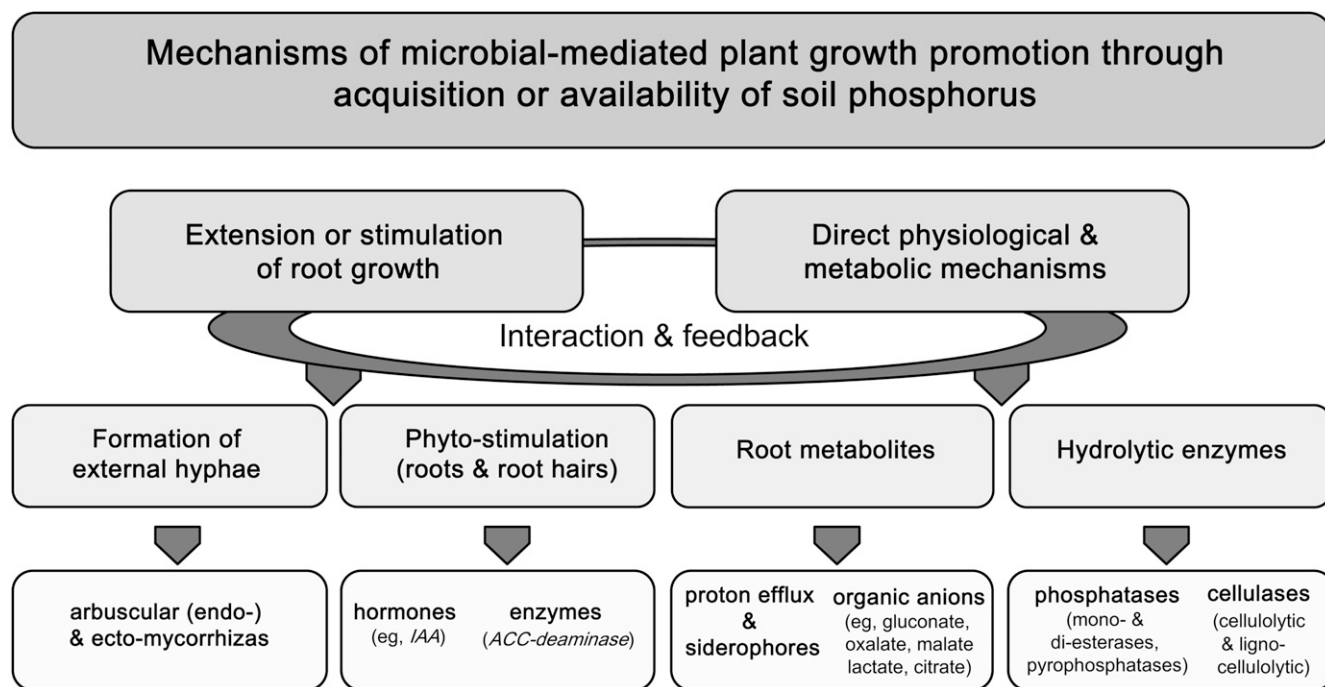 Mechanisms of microbial-mediated plant growth promotion through
acquisition or availability of soil phosphorus
Extension or stimulation
of root growth
Direct physiological &
metabolic mechanisms
Interaction & feedback
Formation of
external hyphae
Phyto-stimulation
(roots & root hairs)
Root metabolites
Hydrolytic enzymes
arbuscular (endo-)
& ecto-mycorrhizas
hormones
(eg, IAA)
enzymes
(ACC-deaminase)
proton efflux
&
siderophores
organic anions
(eg, gluconate,
oxalate, malate
lactate, citrate)
phosphatases
(mono- &
di-esterases,
pyrophosphatases)
cellulases
(cellulolytic
& ligno-
cellulolytic)